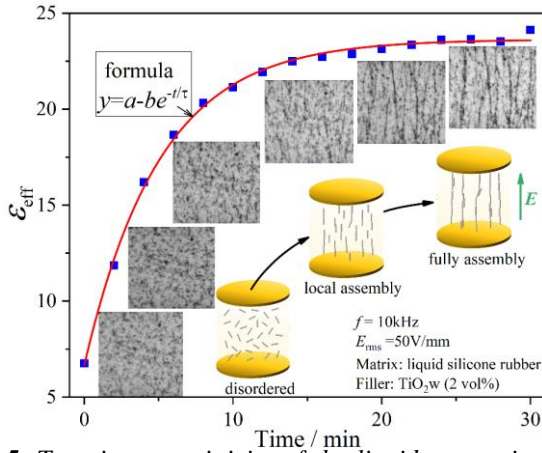 25
20
15
10
5
0
10
20
30
ε_eff
Time / min
formula
y=a-be^{-t/τ}
disordered
local assembly
fully assembly
E
f = 10kHz
E_rms =50V/mm
Matrix: liquid silicone rubber
Filler: TiO₂w (2 vol%)